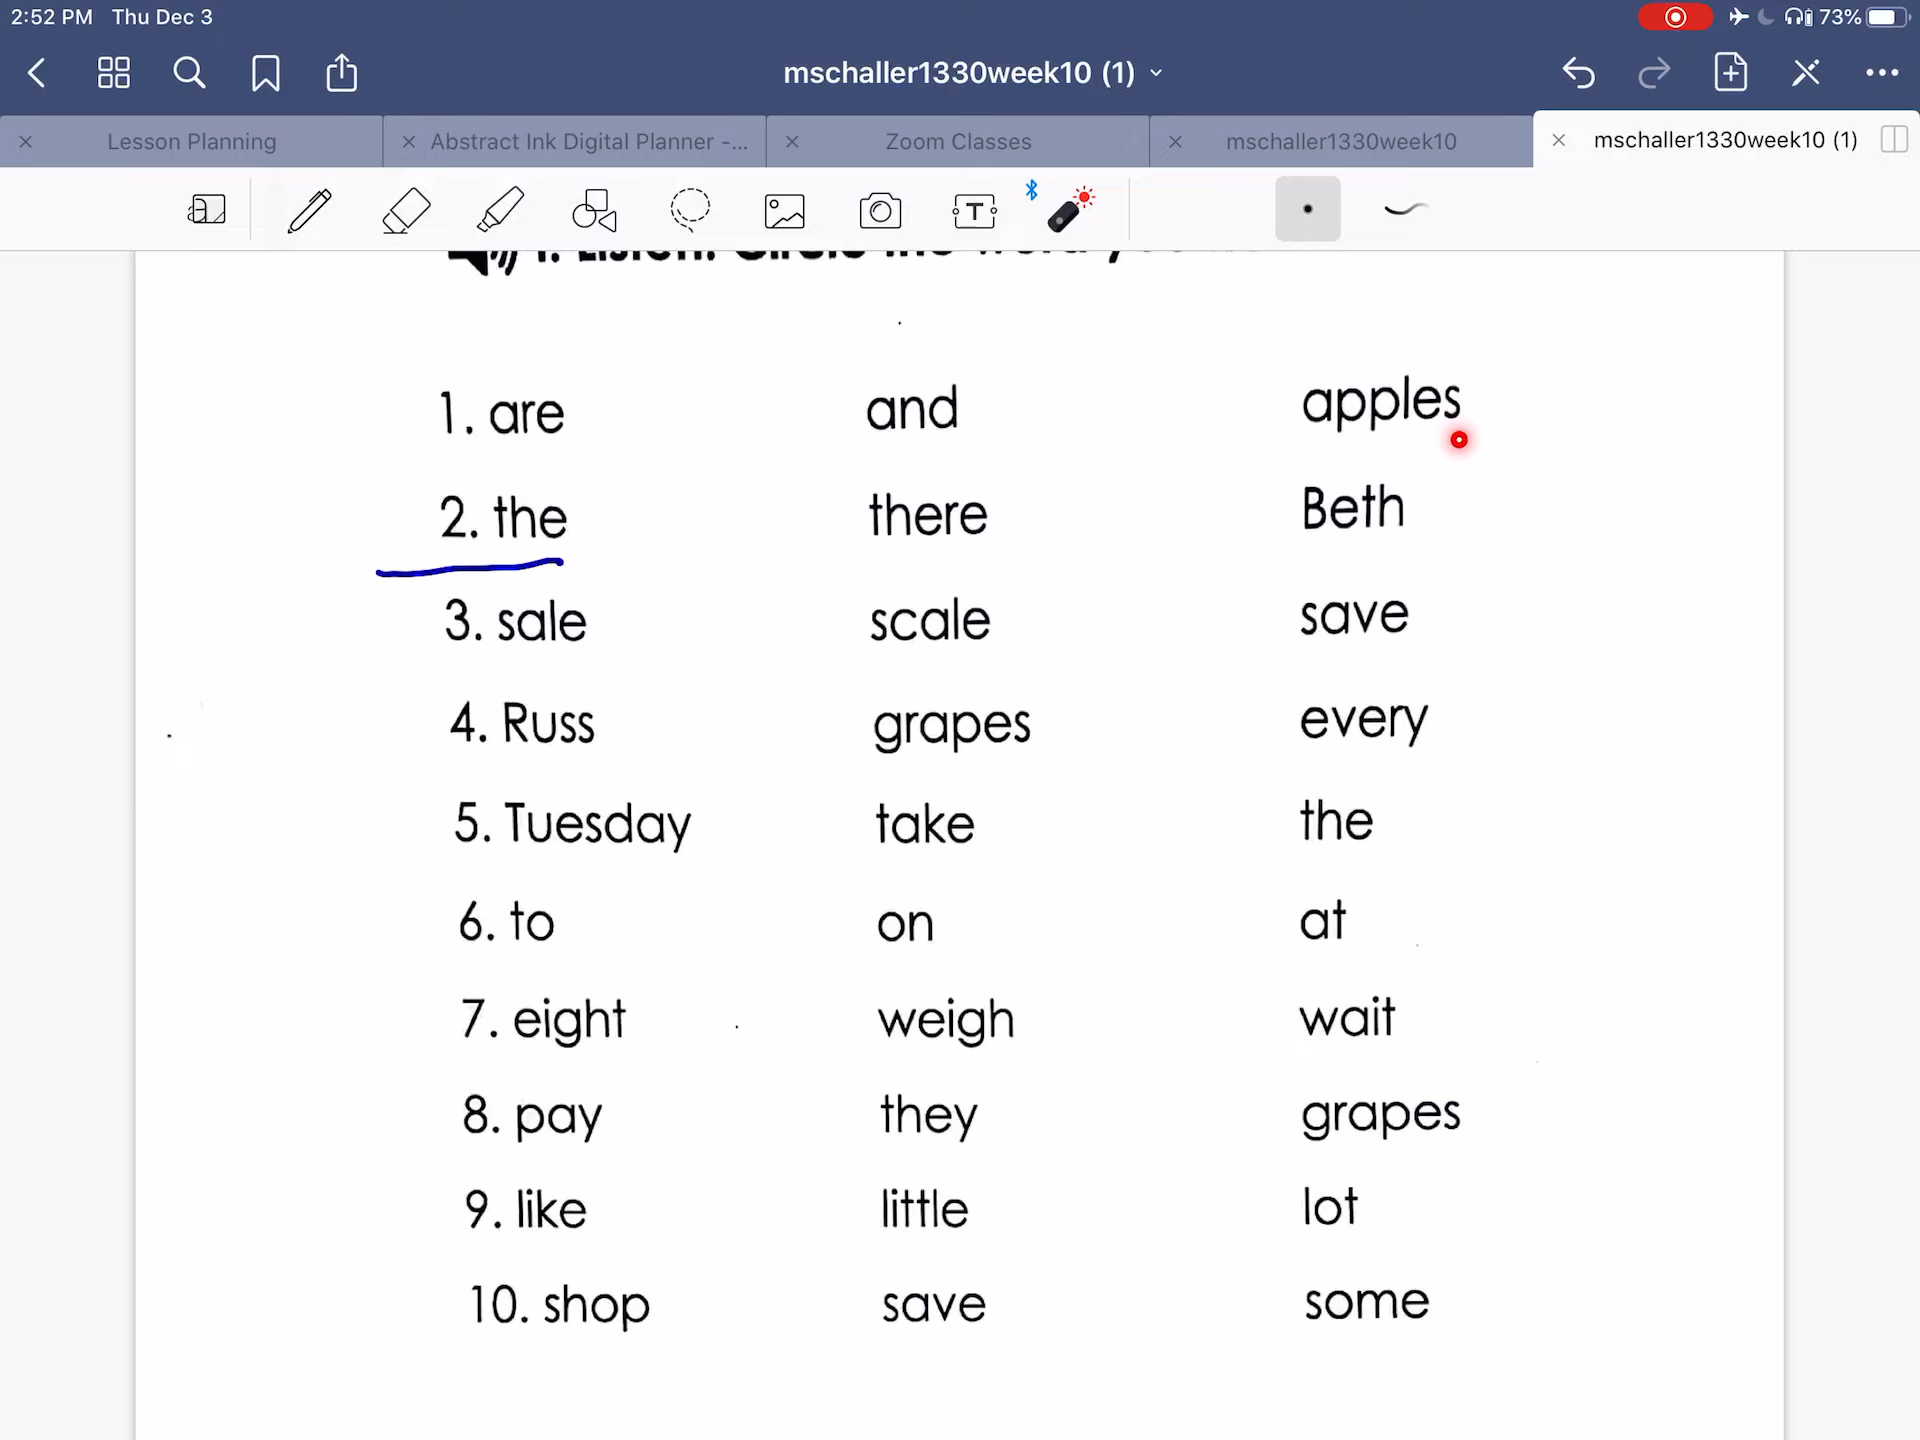 2:52 PM Thu Dec 3 73%
mschaller1330week10 (1)
Lesson Planning Abstract Ink Digital Planner -... Zoom Classes mschaller1330week10 mschaller1330week10 (1)
1. are and apples
2. the there Beth
3. sale scale save
4. Russ grapes every
5. Tuesday take the
6. to on at
7. eight weigh wait
8. pay they grapes
9. like little lot
10. shop save some